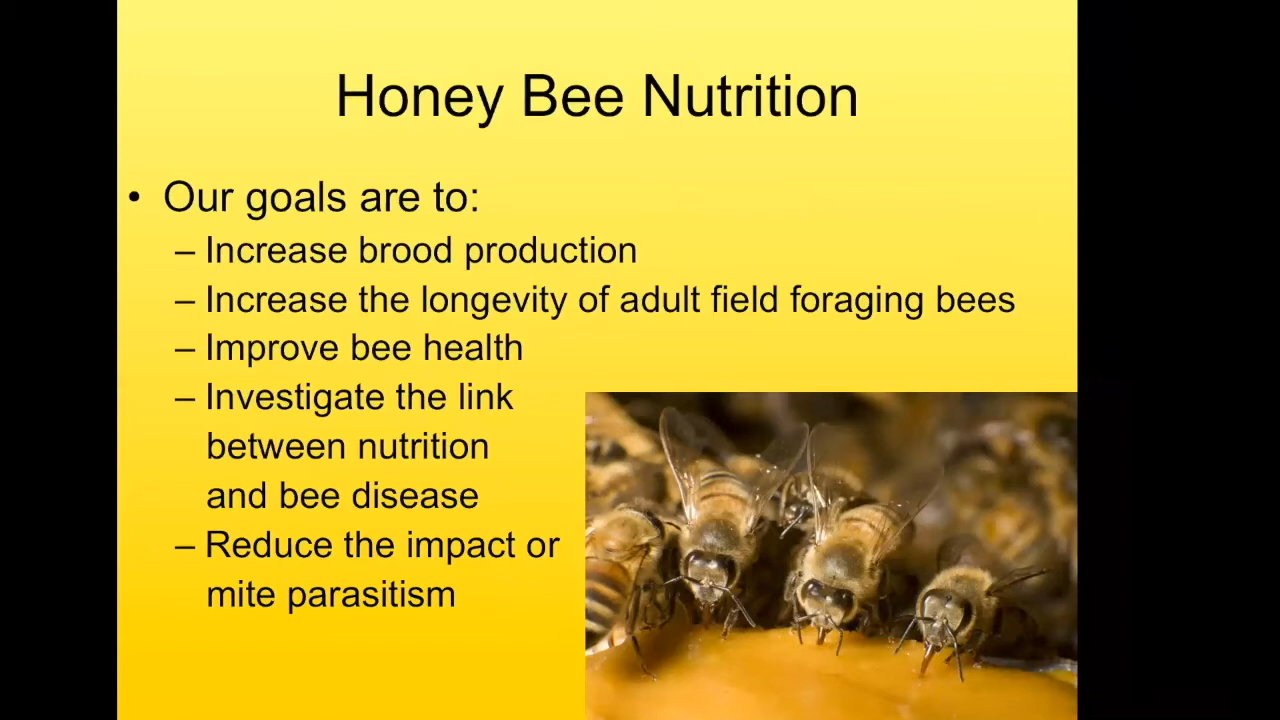 Honey Bee Nutrition
• Our goals are to:
– Increase brood production
– Increase the longevity of adult field foraging bees
– Improve bee health
– Investigate the link
between nutrition
and bee disease
– Reduce the impact or
mite parasitism